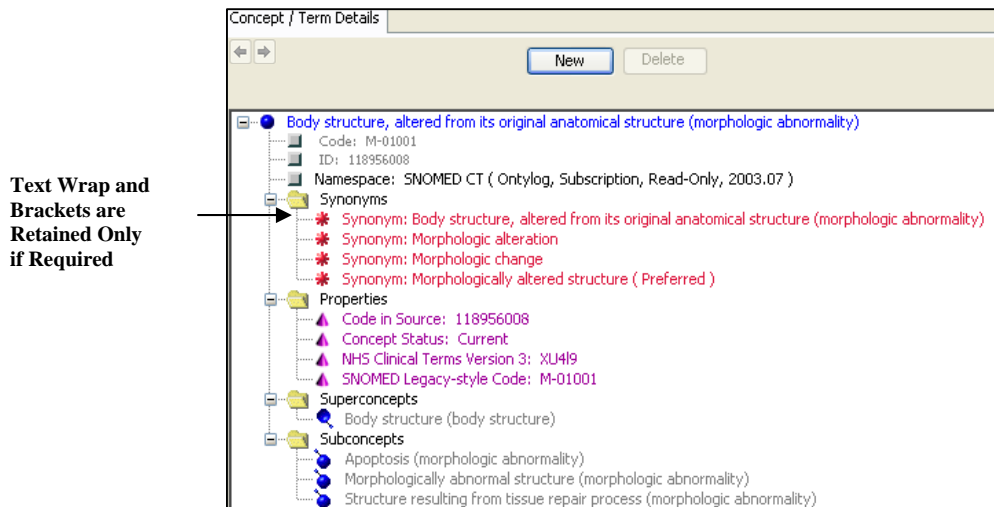 Concept / Term Details
New
Delete
Body structure, altered from its original anatomical structure (morphologic abnormality)
Code: M-01001
ID: 118956008
Namespace: SNOMED CT ( Ontylog, Subscription, Read-Only, 2003.07 )
Synonyms
Synonym: Body structure, altered from its original anatomical structure (morphologic abnormality)
Synonym: Morphologic alteration
Synonym: Morphologic change
Synonym: Morphologically altered structure ( Preferred )
Properties
Code in Source: 118956008
Concept Status: Current
NHS Clinical Terms Version 3: XU4l9
SNOMED Legacy-style Code: M-01001
Superconcepts
Body structure (body structure)
Subconcepts
Apoptosis (morphologic abnormality)
Morphologically abnormal structure (morphologic abnormality)
Structure resulting from tissue repair process (morphologic abnormality)
Text Wrap and
Brackets are
Retained Only
if Required